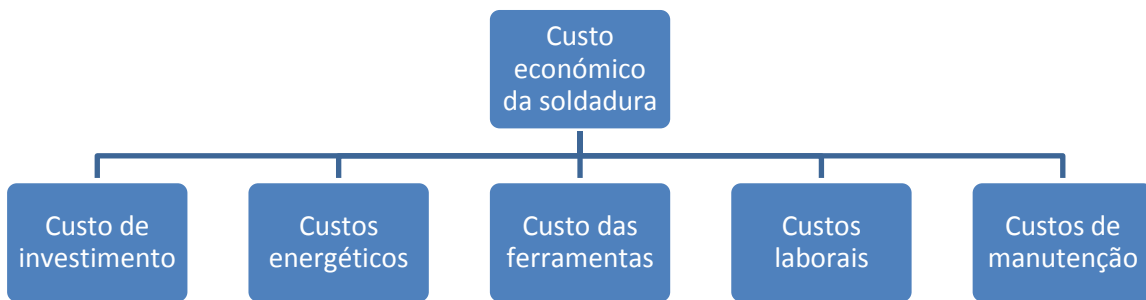 Custo
económico
da soldadura
Custo de
investimento
Custos
energéticos
Custo das
ferramentas
Custos
laborais
Custos de
manutenção